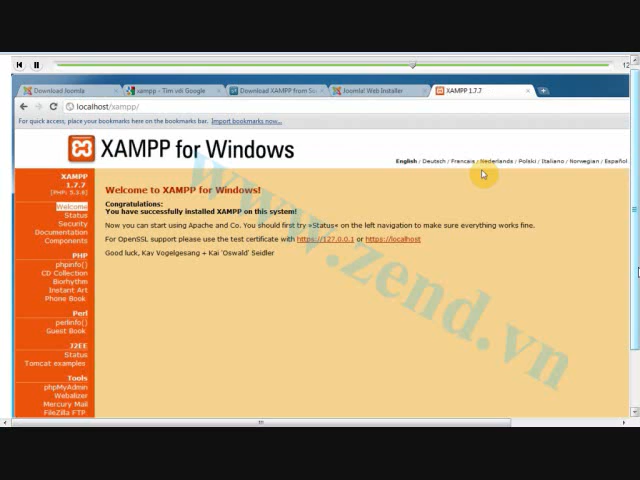 12
Download Joomla
xampp - Tìm với Google
Download XAMPP from Sou
Joomla! Web Installer
XAMPP 1.7.7
localhost/xampp/
For quick access, place your bookmarks here on the bookmarks bar. Import bookmarks now...
XAMPP for Windows
English / Deutsch / Francais / Nederlands / Polski / Italiano / Norwegian / Español
XAMPP
1.7.7
[PHP: 5.3.8]
Welcome
Status
Security
Documentation
Components
PHP
phpinfo()
CD Collection
Biorhythm
Instant Art
Phone Book
Perl
perlinfo()
Guest Book
J2EE
Status
Tomcat examples
Tools
phpMyAdmin
Webalizer
Mercury Mail
FileZilla FTP
Welcome to XAMPP for Windows!
Congratulations:
You have successfully installed XAMPP on this system!
Now you can start using Apache and Co. You should first try »Status« on the left navigation to make sure everything works fine.
For OpenSSL support please use the test certificate with https://127.0.0.1 or https://localhost
Good luck, Kay Vogelgesang + Kai 'Oswald' Seidler
www.zend.vn